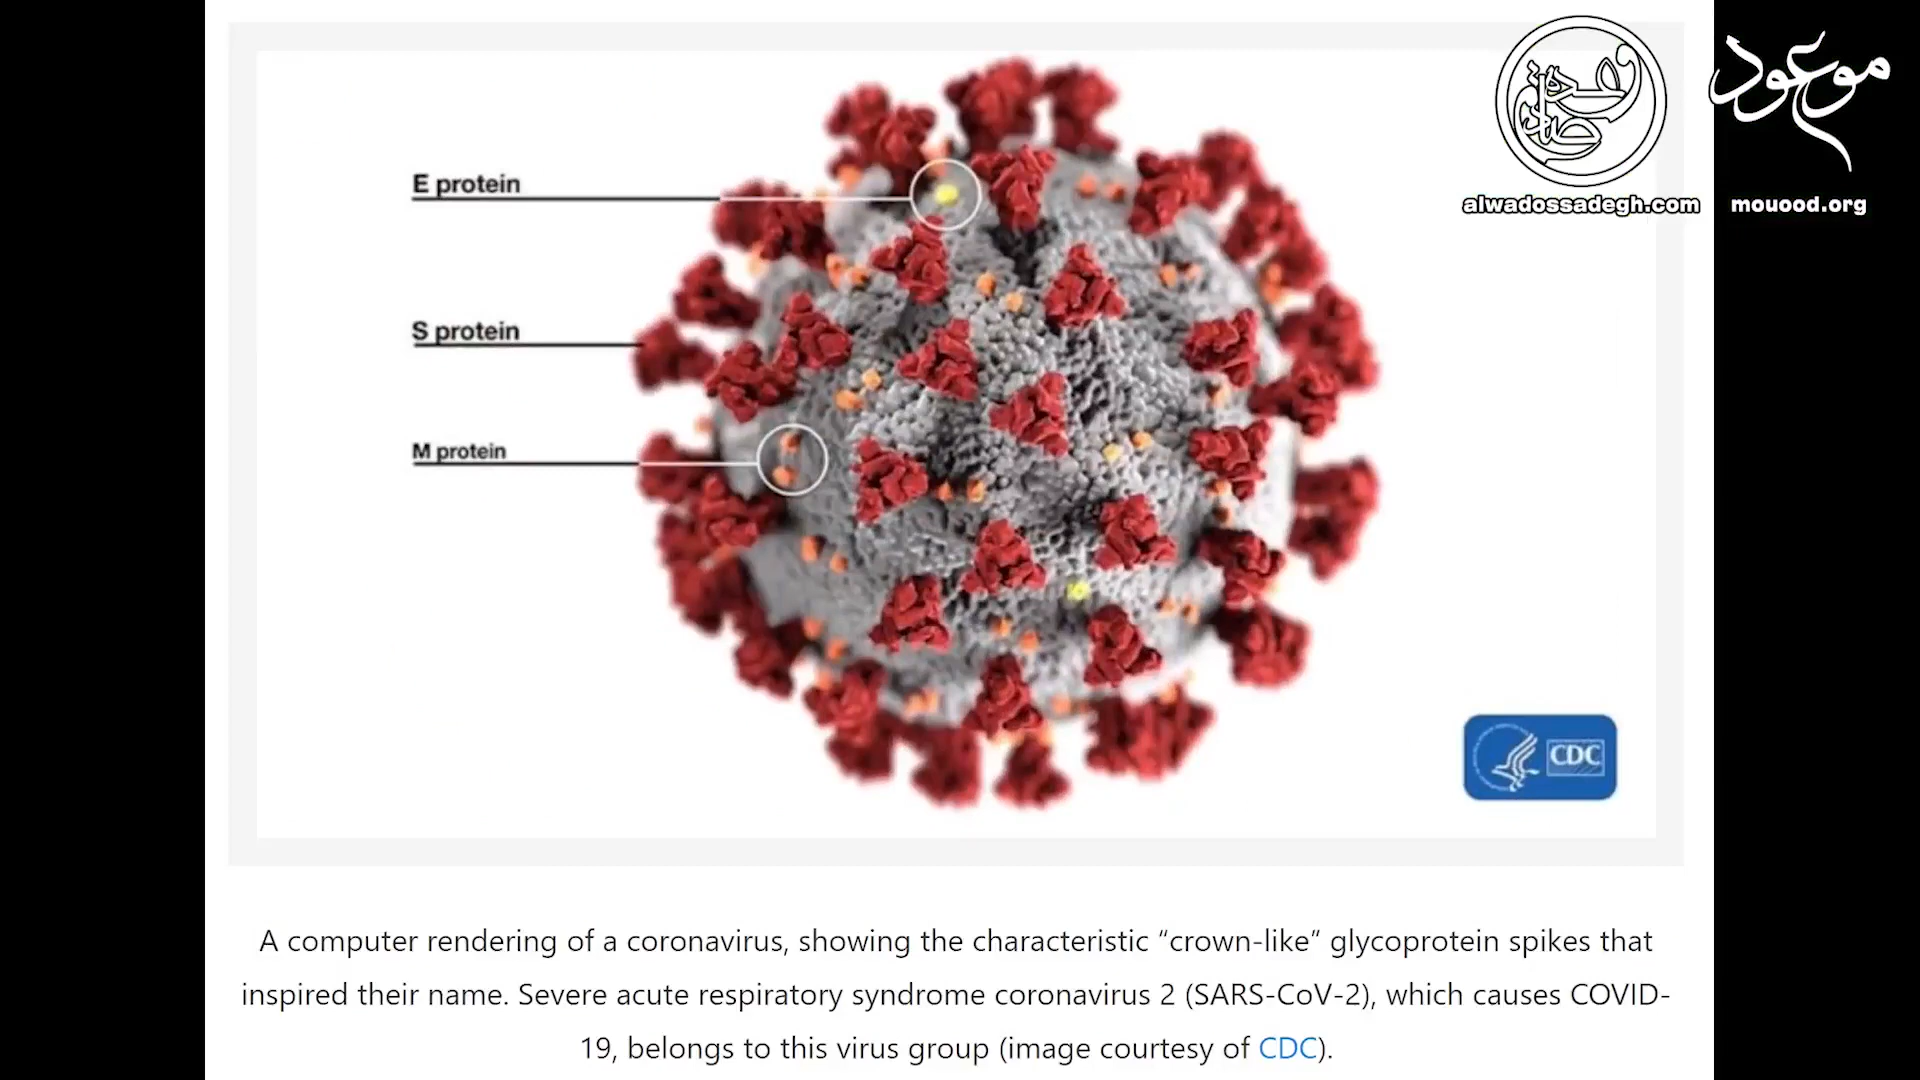 موعود
وعده صادق
alwadossadegh.com
mouood.org
E protein
S protein
M protein
CDC
A computer rendering of a coronavirus, showing the characteristic “crown-like” glycoprotein spikes that
inspired their name. Severe acute respiratory syndrome coronavirus 2 (SARS-CoV-2), which causes COVID-
19, belongs to this virus group (image courtesy of CDC).